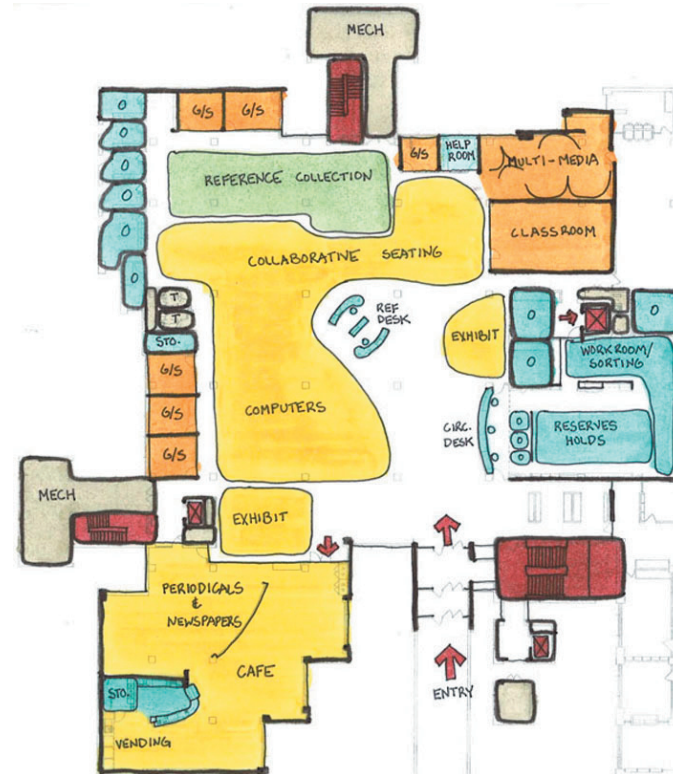 MECH
O
G/S
G/S
O
O
O
O
O
G/S
HELP
ROOM
MULTI-MEDIA
REFERENCE COLLECTION
CLASSROOM
COLLABORATIVE SEATING
T
T
STO.
REF
DESK
EXHIBIT
O
O
O
WORKROOM/
SORTING
G/S
G/S
G/S
COMPUTERS
CIRC.
DESK
RESERVES
HOLDS
MECH
EXHIBIT
PERIODICALS
&
NEWSPAPERS
CAFE
STO.
VENDING
ENTRY